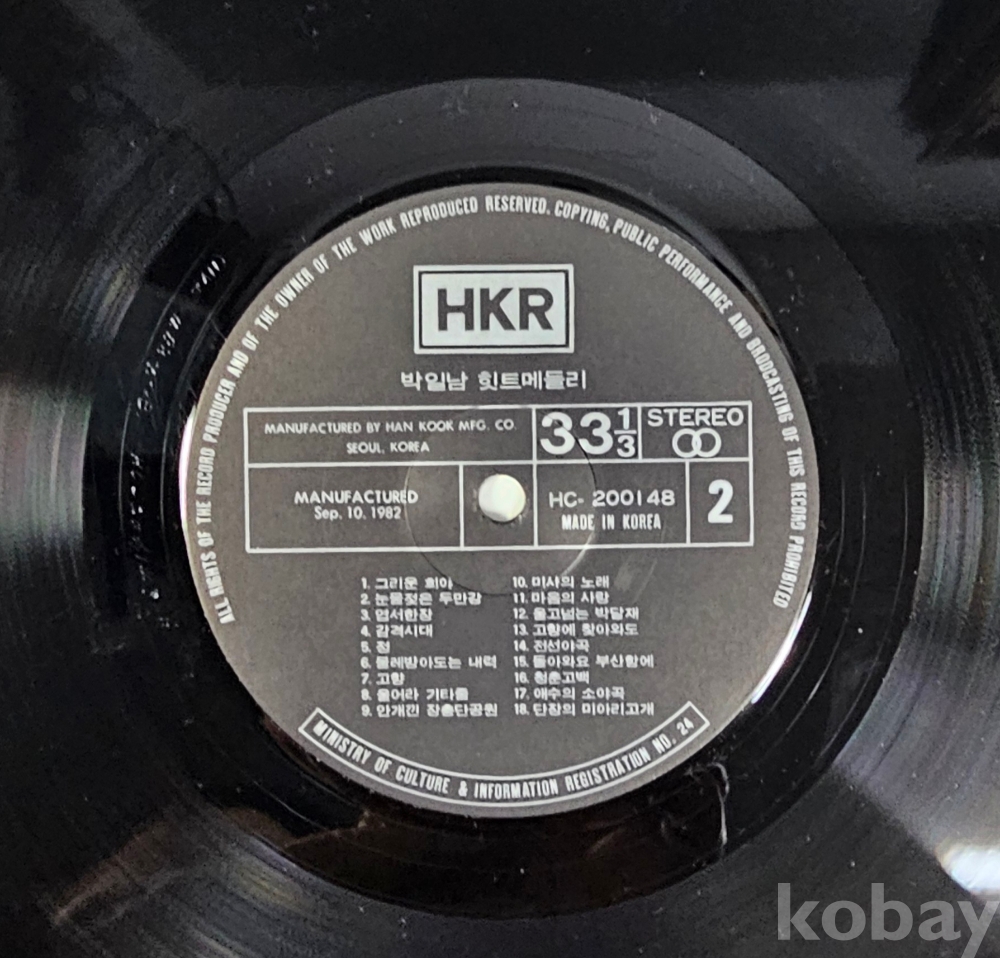 ALL RIGHTS OF THE RECORD PRODUCER AND OF THE OWNER OF THE WORK REPRODUCED RESERVED. COPYING, PUBLIC PERFORMANCE AND BRODCASTING OF THIS RECORD PROHIBITED
HKR
박일남 힛트메들리
MANUFACTURED BY HAN KOOK MFG. CO.
SEOUL, KOREA
33 1/3
STEREO
MANUFACTURED
Sep. 10. 1982
HC- 200148
MADE IN KOREA
2
1. 그리운 희야
2. 눈물젖은 두만강
3. 엽서한장
4. 감격시대
5. 정
6. 물레방아도는 내력
7. 고향
8. 울어라 기타줄
9. 안개낀 장충단공원
10. 미사의 노래
11. 마음의 사랑
12. 울고넘는 박달재
13. 고향에 찾아와도
14. 전선야곡
15. 돌아와요 부산항에
16. 청춘고백
17. 애수의 소야곡
18. 단장의 미아리고개
MINISTRY OF CULTURE & INFORMATION REGISTRATION NO. 24
kobay